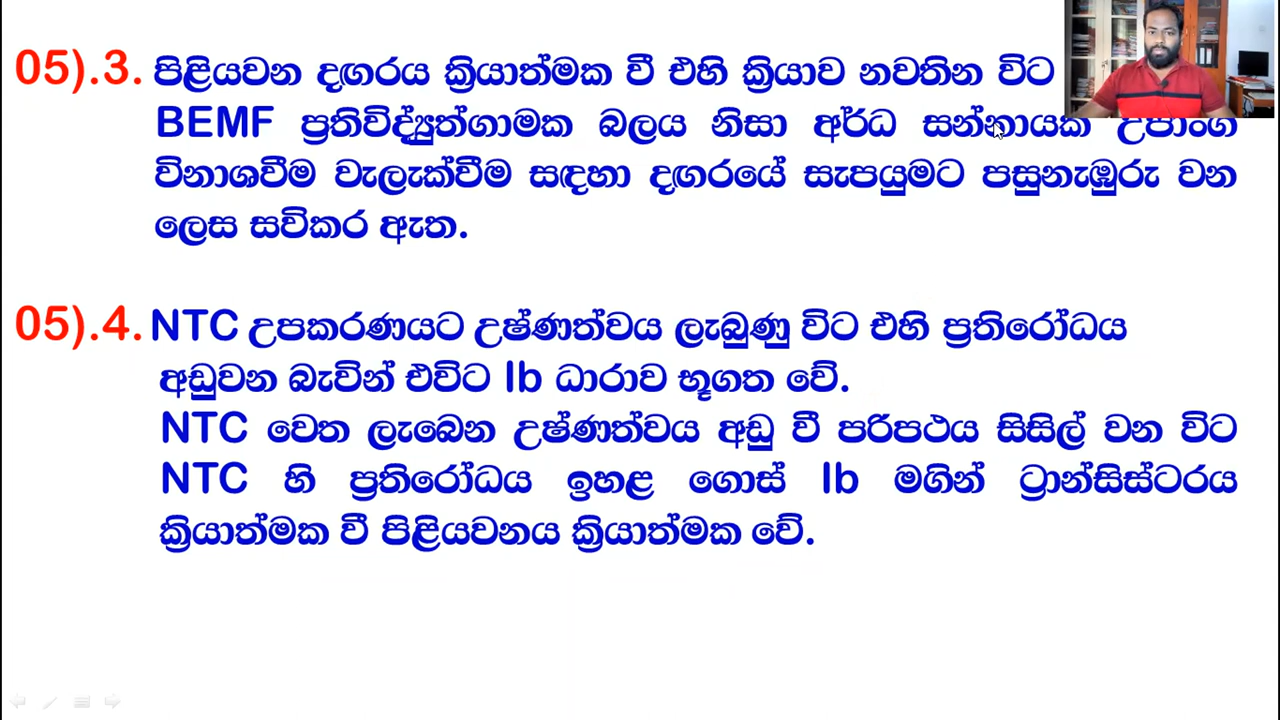 05).3. පිළියවන දඟරය ක්‍රියාත්මක වී එහි ක්‍රියාව නවතින විට
BEMF ප්‍රතිවිද්‍යුත්ගාමක බලය නිසා අර්ධ සන්නායක උපාංග
විනාශවීම වැලැක්වීම සඳහා දඟරයේ සැපයුමට පසුනැඹුරු වන
ලෙස සවිකර ඇත.
05).4. NTC උපකරණයට උෂ්ණත්වය ලැබුණු විට එහි ප්‍රතිරෝධය
අඩුවන බැවින් එවිට Ib ධාරාව භූගත වේ.
NTC වෙත ලැබෙන උෂ්ණත්වය අඩු වී පරිපථය සිසිල් වන විට
NTC හි ප්‍රතිරෝධය ඉහළ ගොස් Ib මගින් ට්‍රාන්සිස්ටරය
ක්‍රියාත්මක වී පිළියවනය ක්‍රියාත්මක වේ.